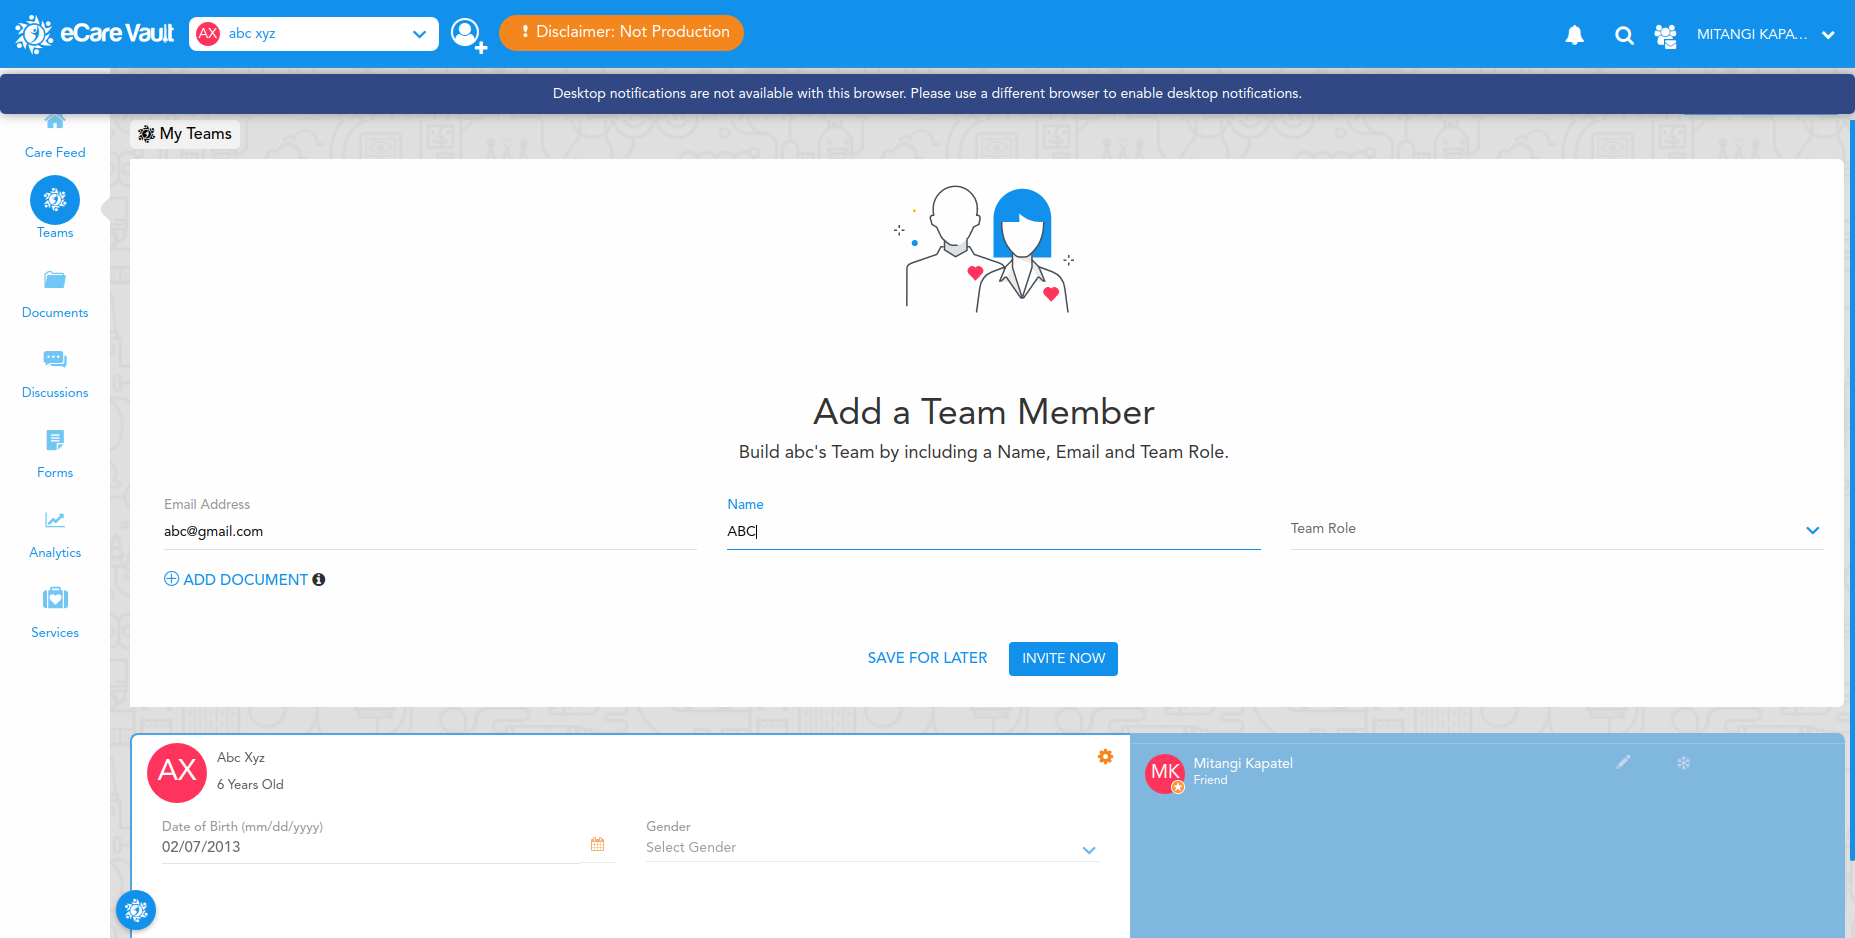 eCare Vault
AX abc xyz
! Disclaimer: Not Production
MITANGI KAPA...
Desktop notifications are not available with this browser. Please use a different browser to enable desktop notifications.
Care Feed
Teams
Documents
Discussions
Forms
Analytics
Services
My Teams
Add a Team Member
Build abc's Team by including a Name, Email and Team Role.
Email Address
abc@gmail.com
Name
ABC
Team Role
ADD DOCUMENT
SAVE FOR LATER
INVITE NOW
AX
Abc Xyz
6 Years Old
Date of Birth (mm/dd/yyyy)
02/07/2013
Gender
Select Gender
MK
Mitangi Kapatel
Friend